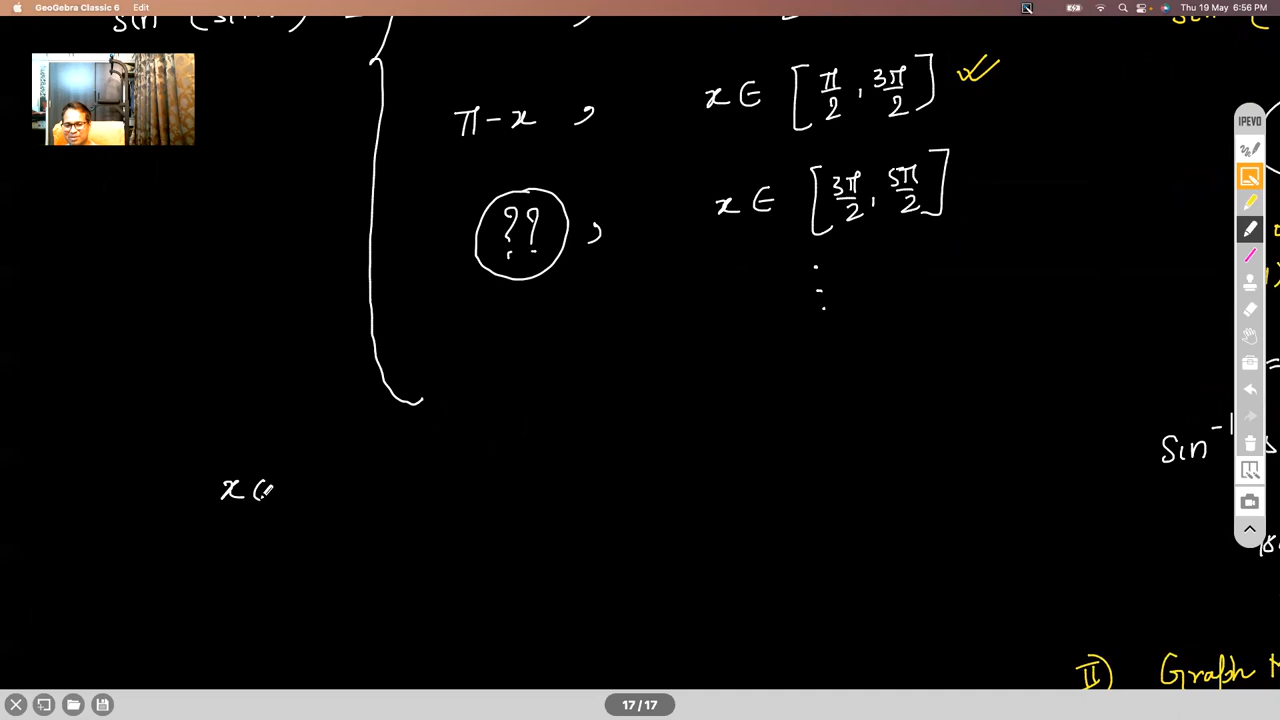 GeoGebra Classic 6 Edit Thu 19 May 6:56 PM
π-x , x ∈ [π/2, 3π/2]
IPEVO
?? , x ∈ [3π/2, 5π/2]
⋮
sin⁻¹
x
II) Graph
17/17